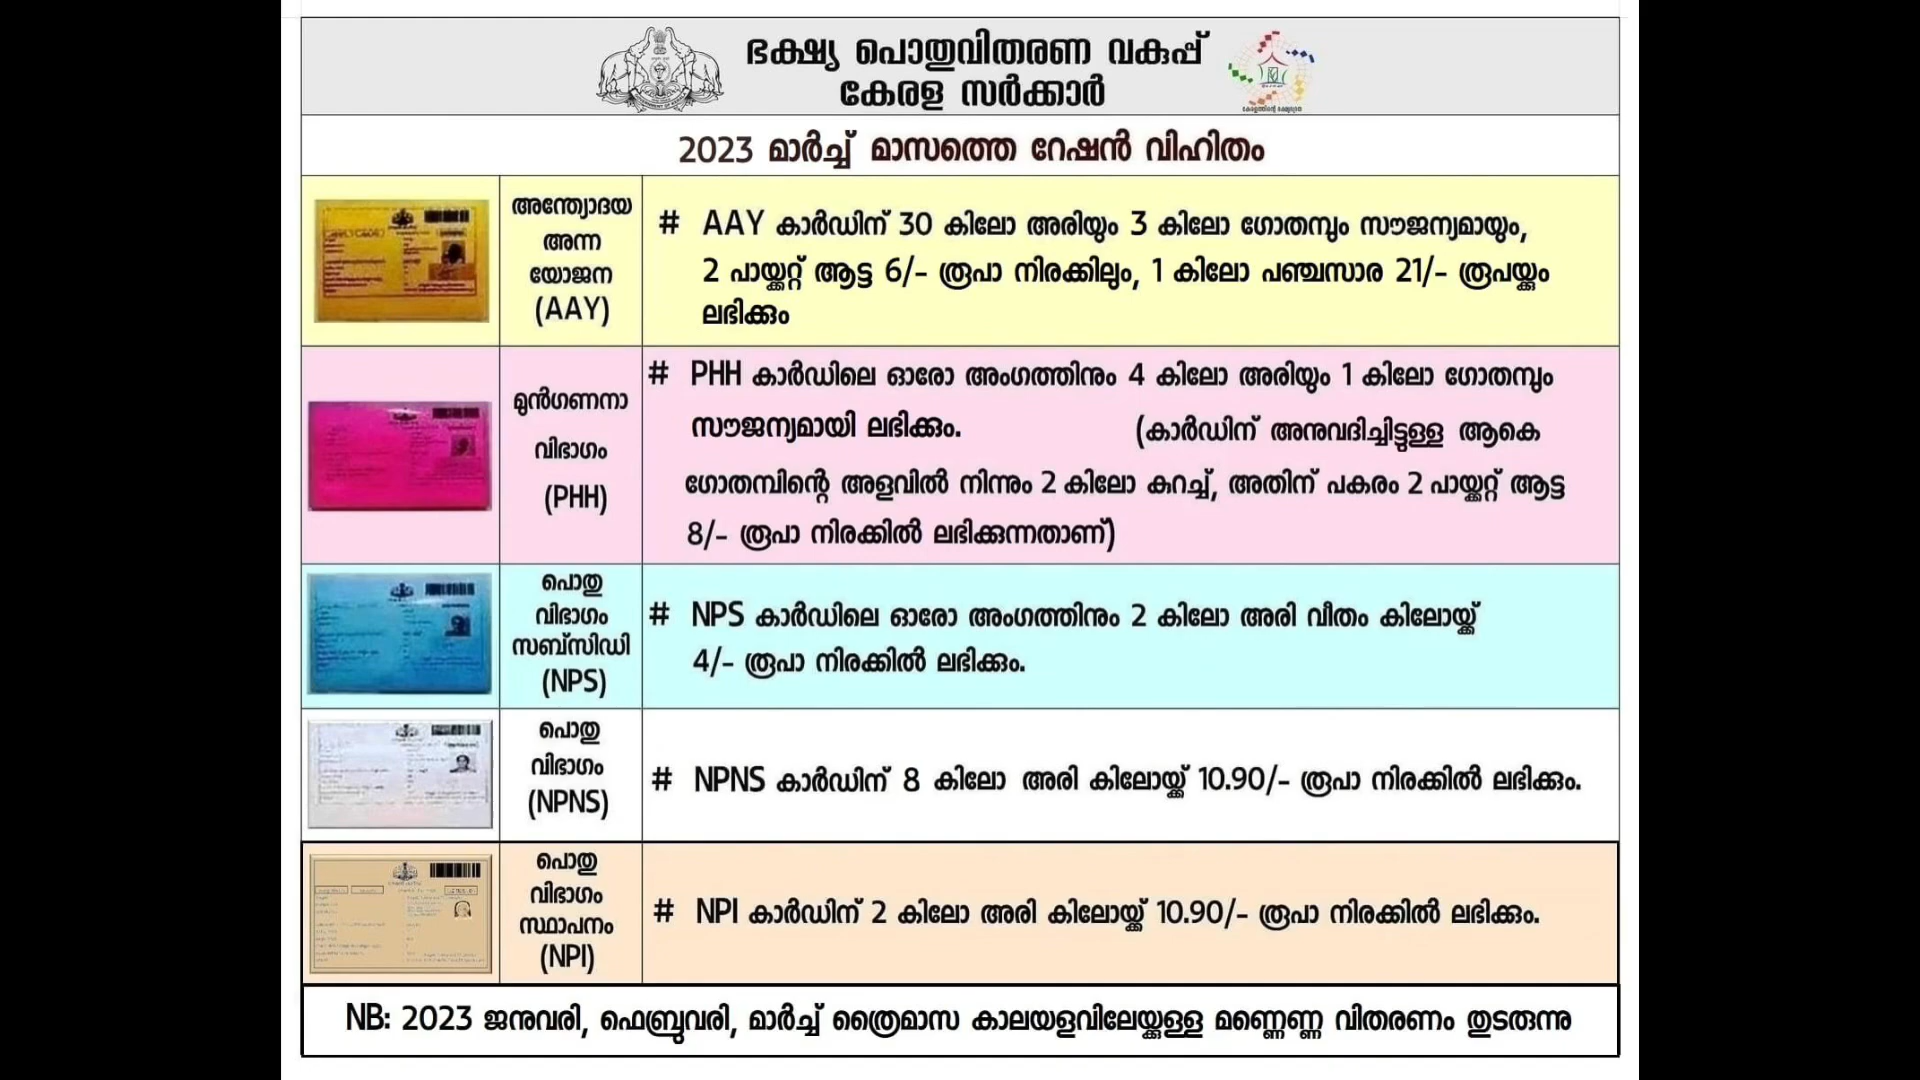 ഭക്ഷ്യ പൊതുവിതരണ വകുപ്പ്
കേരള സർക്കാർ
2023 മാർച്ച് മാസത്തെ റേഷൻ വിഹിതം
അന്ത്യോദയ
അന്ന
യോജന
(AAY)
# AAY കാർഡിന് 30 കിലോ അരിയും 3 കിലോ ഗോതമ്പും സൗജന്യമായും,
2 പായ്ക്കറ്റ് ആട്ട 6/- രൂപാ നിരക്കിലും, 1 കിലോ പഞ്ചസാര 21/- രൂപയ്ക്കും
ലഭിക്കും
മുൻഗണനാ
വിഭാഗം
(PHH)
# PHH കാർഡിലെ ഓരോ അംഗത്തിനും 4 കിലോ അരിയും 1 കിലോ ഗോതമ്പും
സൗജന്യമായി ലഭിക്കും. (കാർഡിന് അനുവദിച്ചിട്ടുള്ള ആകെ
ഗോതമ്പിന്റെ അളവിൽ നിന്നും 2 കിലോ കുറച്ച്, അതിന് പകരം 2 പായ്ക്കറ്റ് ആട്ട
8/- രൂപാ നിരക്കിൽ ലഭിക്കുന്നതാണ്)
പൊതു
വിഭാഗം
സബ്സിഡി
(NPS)
# NPS കാർഡിലെ ഓരോ അംഗത്തിനും 2 കിലോ അരി വീതം കിലോയ്ക്ക്
4/- രൂപാ നിരക്കിൽ ലഭിക്കും.
പൊതു
വിഭാഗം
(NPNS)
# NPNS കാർഡിന് 8 കിലോ അരി കിലോയ്ക്ക് 10.90/- രൂപാ നിരക്കിൽ ലഭിക്കും.
പൊതു
വിഭാഗം
സ്ഥാപനം
(NPI)
# NPI കാർഡിന് 2 കിലോ അരി കിലോയ്ക്ക് 10.90/- രൂപാ നിരക്കിൽ ലഭിക്കും.
NB: 2023 ജനുവരി, ഫെബ്രുവരി, മാർച്ച് ത്രൈമാസ കാലയളവിലേയ്ക്കുള്ള മണ്ണെണ്ണ വിതരണം തുടരുന്നു